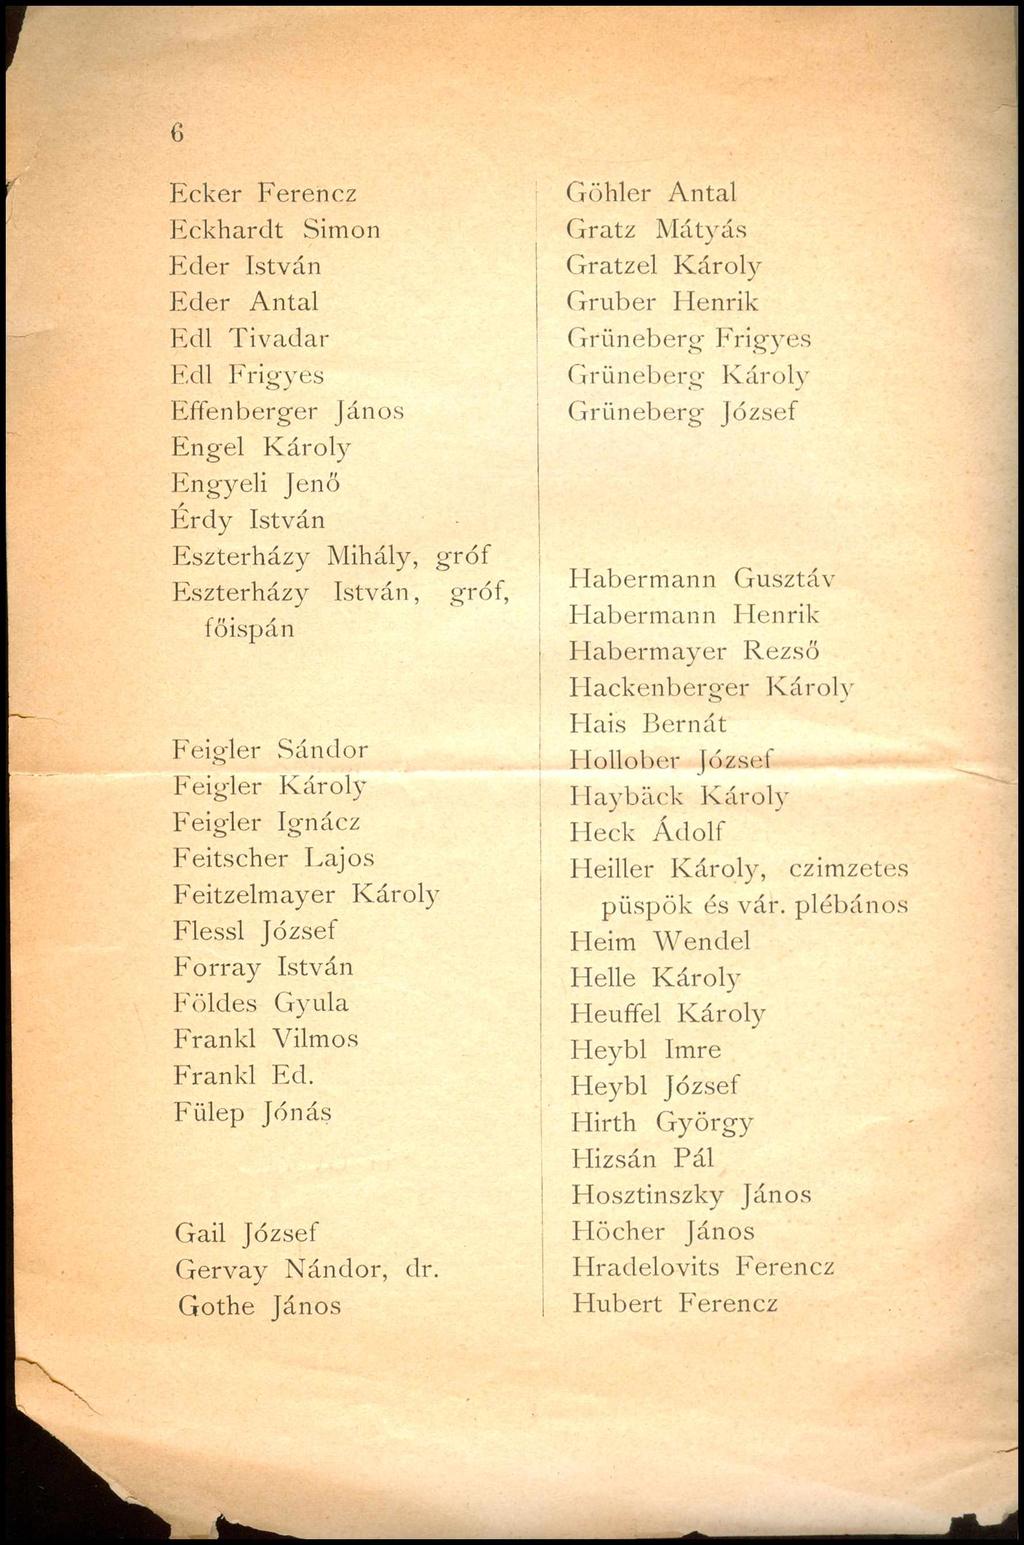 6
Ecker Ferencz
Eckhardt Simon
Eder István
Eder Antal
Edl Tivadar
Edl Frigyes
Effenberger János
Engel Károly
Engyeli Jenő
Érdy István
Eszterházy Mihály, gróf
Eszterházy István, gróf,
főispán
Feigler Sándor
Feigler Károly
Feigler Ignácz
Feitscher Lajos
Feitzelmayer Károly
Flessl József
Forray István
Földes Gyula
Frankl Vilmos
Frankl Ed.
Fülep Jónás
Gail József
Gervay Nándor, dr.
Gothe János
Göhler Antal
Gratz Mátyás
Gratzel Károly
Gruber Henrik
Grüneberg Frigyes
Grüneberg Károly
Grüneberg József
Habermann Gusztáv
Habermann Henrik
Habermayer Rezső
Hackenberger Károly
Hais Bernát
Hollober József
Haybäck Károly
Heck Ádolf
Heiller Károly, czimzetes
püspök és vár. plébános
Heim Wendel
Helle Károly
Heuffel Károly
Heybl Imre
Heybl József
Hirth György
Hizsán Pál
Hosztinszky János
Höcher János
Hradelovits Ferencz
Hubert Ferencz